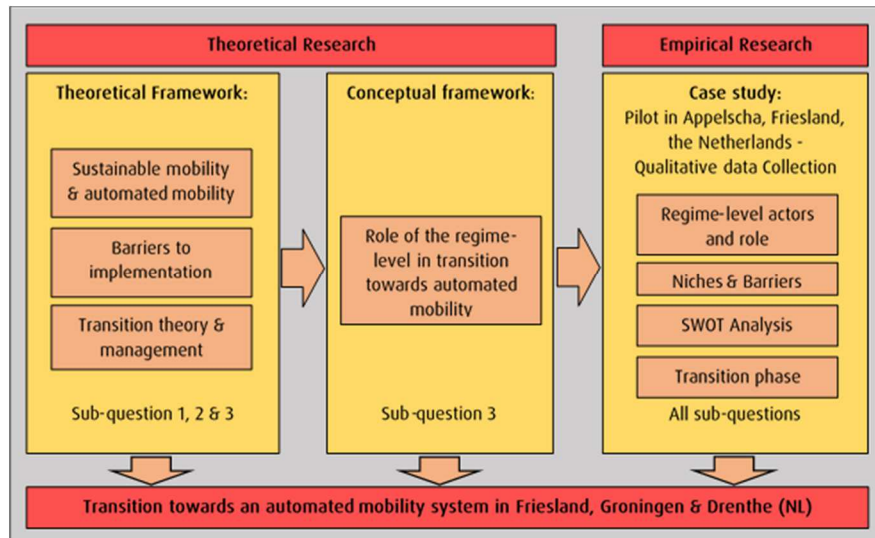 Theoretical Research
Empirical Research
Theoretical Framework:
Sustainable mobility
& automated mobility
Barriers to
implementation
Transition theory &
management
Sub-question 1, 2 & 3
Conceptual framework:
Role of the regime-
level in transition
towards automated
mobility
Sub-question 3
Case study:
Pilot in Appelscha, Friesland,
the Netherlands -
Qualitative data Collection
Regime-level actors
and role
Niches & Barriers
SWOT Analysis
Transition phase
All sub-questions
Transition towards an automated mobility system in Friesland, Groningen & Drenthe (NL)